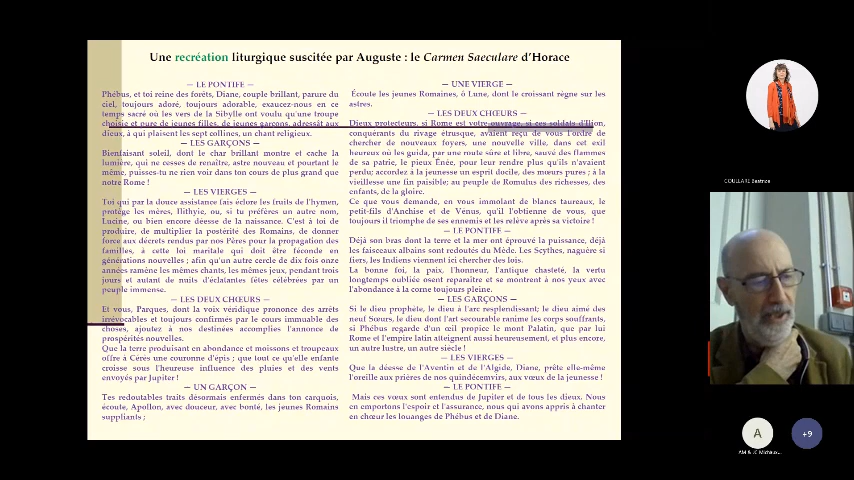 Une recréation liturgique suscitée par Auguste : le Carmen Saeculare d'Horace
— LE PONTIFE —
Phébus, et toi reine des forêts, Diane, couple brillant, parure du
ciel, toujours adoré, toujours adorable, exaucez-nous en ce
temps sacré où les vers de la Sibylle ont voulu qu'une troupe
choisie et pure de jeunes filles, de jeunes garçons, adressât aux
dieux, à qui plaisent les sept collines, un chant religieux.
— LES GARÇONS —
Bienfaisant soleil, dont le char brillant montre et cache la
lumière, qui ne cesses de renaître, astre nouveau et pourtant le
même, puisses-tu ne rien voir dans ton cours de plus grand que
notre Rome !
— LES VIERGES —
Toi qui par la douce assistance fais éclore les fruits de l'hymen,
protège les mères, Ilithyie, ou, si tu préfères un autre nom,
Lucine, ou bien encore déesse de la naissance. C'est à toi de
produire, de multiplier la postérité des Romains, de donner
force aux décrets rendus par nos Pères pour la propagation des
familles, à cette loi maritale qui doit être féconde en
générations nouvelles ; afin qu'un autre cercle de dix fois onze
années ramène les mêmes chants, les mêmes jeux, pendant trois
jours et autant de nuits d'éclatantes fêtes célébrées par un
peuple immense.
— LES DEUX CHŒURS —
Et vous, Parques, dont la voix véridique prononce des arrêts
irrévocables et toujours confirmés par le cours immuable des
choses, ajoutez à nos destinées accomplies l'annonce de
prospérités nouvelles.
Que la terre produisant en abondance et moissons et troupeaux
offre à Cérès une couronne d'épis ; que tout ce qu'elle enfante
croisse sous l'heureuse influence des pluies et des vents
envoyés par Jupiter !
— UN GARÇON —
Tes redoutables traits désormais enfermés dans ton carquois,
écoute, Apollon, avec douceur, avec bonté, les jeunes Romains
suppliants ;
— UNE VIERGE —
Écoute les jeunes Romaines, ô Lune, dont le croissant règne sur les
astres.
— LES DEUX CHŒURS —
Dieux protecteurs, si Rome est votre ouvrage, si ces soldats d'Ilion,
conquérants du rivage étrusque, avaient reçu de vous l'ordre de
chercher de nouveaux foyers, une nouvelle ville, dans cet exil
heureux où les guida, par une route sûre et libre, sauvé des flammes
de sa patrie, le pieux Énée, pour leur rendre plus qu'ils n'avaient
perdu; accordez à la jeunesse un esprit docile, des mœurs pures ; à la
vieillesse une fin paisible; au peuple de Romulus des richesses, des
enfants, de la gloire.
Ce que vous demande, en vous immolant de blancs taureaux, le
petit-fils d'Anchise et de Vénus, qu'il l'obtienne de vous, que
toujours il triomphe de ses ennemis et les relève après sa victoire !
— LE PONTIFE —
Déjà son bras dont la terre et la mer ont éprouvé la puissance, déjà
les faisceaux albains sont redoutés du Mède. Les Scythes, naguère si
fiers, les Indiens viennent ici chercher des lois.
La bonne foi, la paix, l'honneur, l'antique chasteté, la vertu
longtemps oubliée osent reparaître et se montrent à nos yeux avec
l'abondance à la corne toujours pleine.
— LES GARÇONS —
Si le dieu prophète, le dieu à l'arc resplendissant; le dieu aimé des
neuf Sœurs, le dieu dont l'art secourable ranime les corps souffrants,
si Phébus regarde d'un œil propice le mont Palatin, que par lui
Rome et l'empire latin atteignent aussi heureusement, et plus encore,
un autre lustre, un autre siècle !
— LES VIERGES —
Que la déesse de l'Aventin et de l'Algide, Diane, prête elle-même
l'oreille aux prières de nos quindécemvirs, aux vœux de la jeunesse !
— LE PONTIFE —
Mais ces vœux sont entendus de Jupiter et de tous les dieux. Nous
en emportons l'espoir et l'assurance, nous qui avons appris à chanter
en chœur les louanges de Phébus et de Diane.
GOULLARE Béatrice
A
+9
AM & JC Michaux...